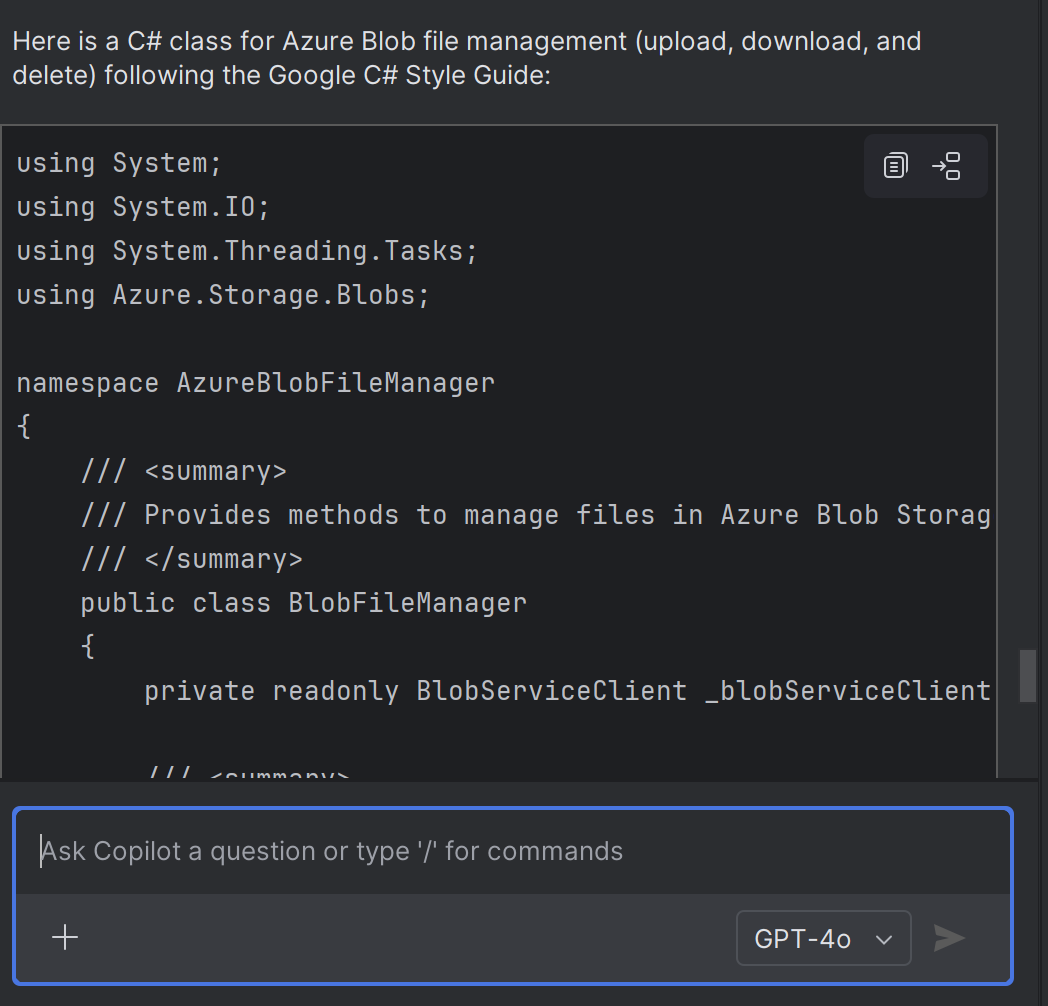 Here is a C# class for Azure Blob file management (upload, download, and
delete) following the Google C# Style Guide:
using System;
using System.IO;
using System.Threading.Tasks;
using Azure.Storage.Blobs;
namespace AzureBlobFileManager
{
/// <summary>
/// Provides methods to manage files in Azure Blob Storag
/// </summary>
public class BlobFileManager
{
private readonly BlobServiceClient _blobServiceClient
/// <summary>
Ask Copilot a question or type '/' for commands
GPT-4o